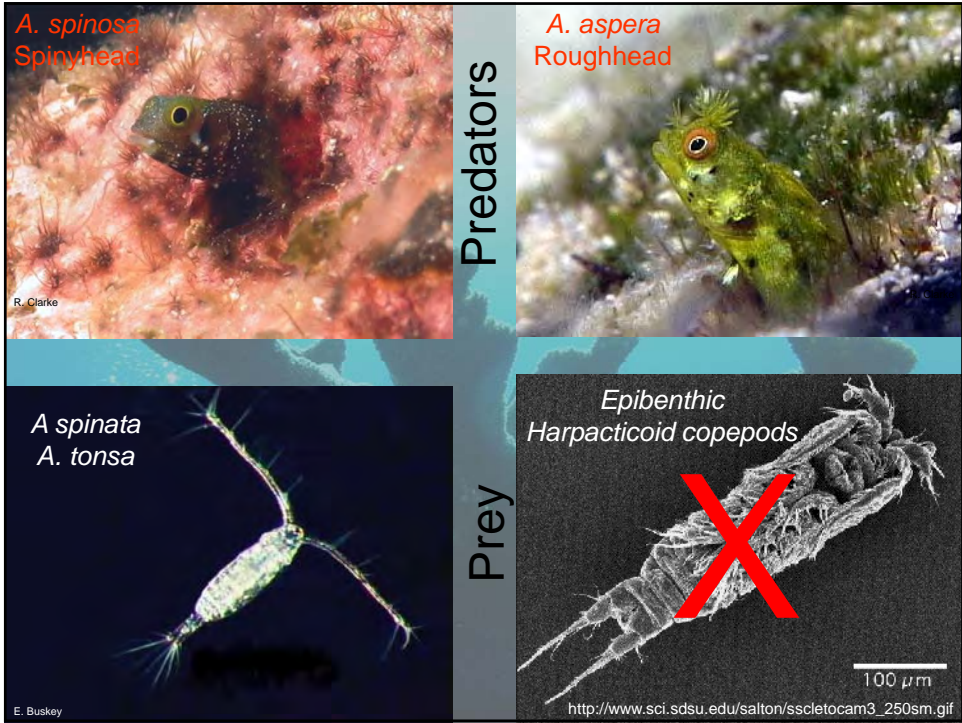 A. spinosa
Spinyhead
R. Clarke
Predators
A. aspera
Roughhead
A spinata
A. tonsa
E. Buskey
Prey
Epibenthic
Harpacticoid copepods
X
100 µm
http://www.sci.sdsu.edu/salton/sscletocam3_250sm.gif